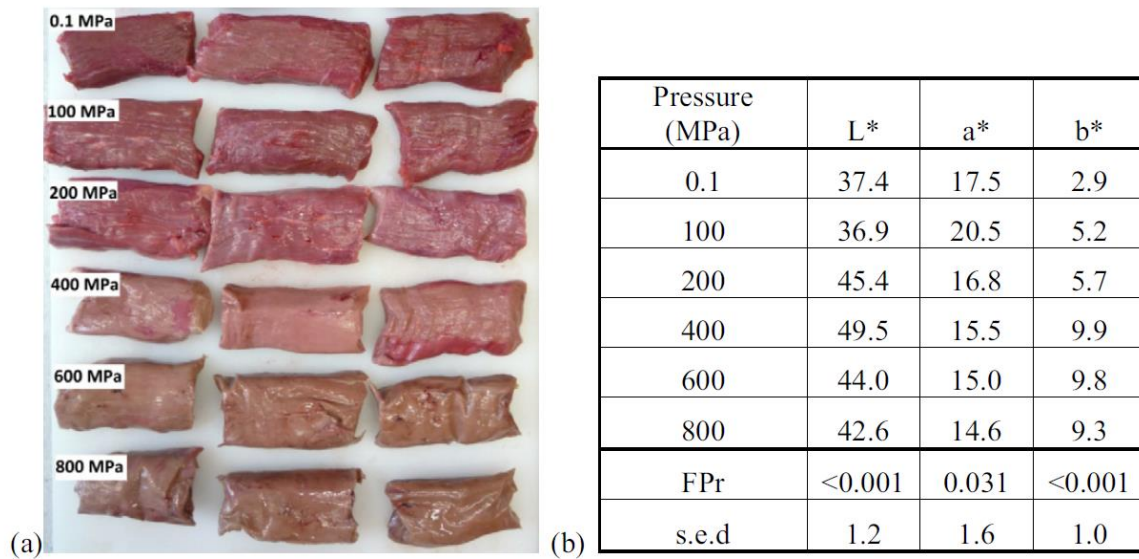 0.1 MPa
100 MPa
200 MPa
400 MPa
600 MPa
800 MPa
(a)
Pressure
(MPa) L* a* b*
0.1 37.4 17.5 2.9
100 36.9 20.5 5.2
200 45.4 16.8 5.7
400 49.5 15.5 9.9
600 44.0 15.0 9.8
800 42.6 14.6 9.3
FPr <0.001 0.031 <0.001
s.e.d 1.2 1.6 1.0
(b)